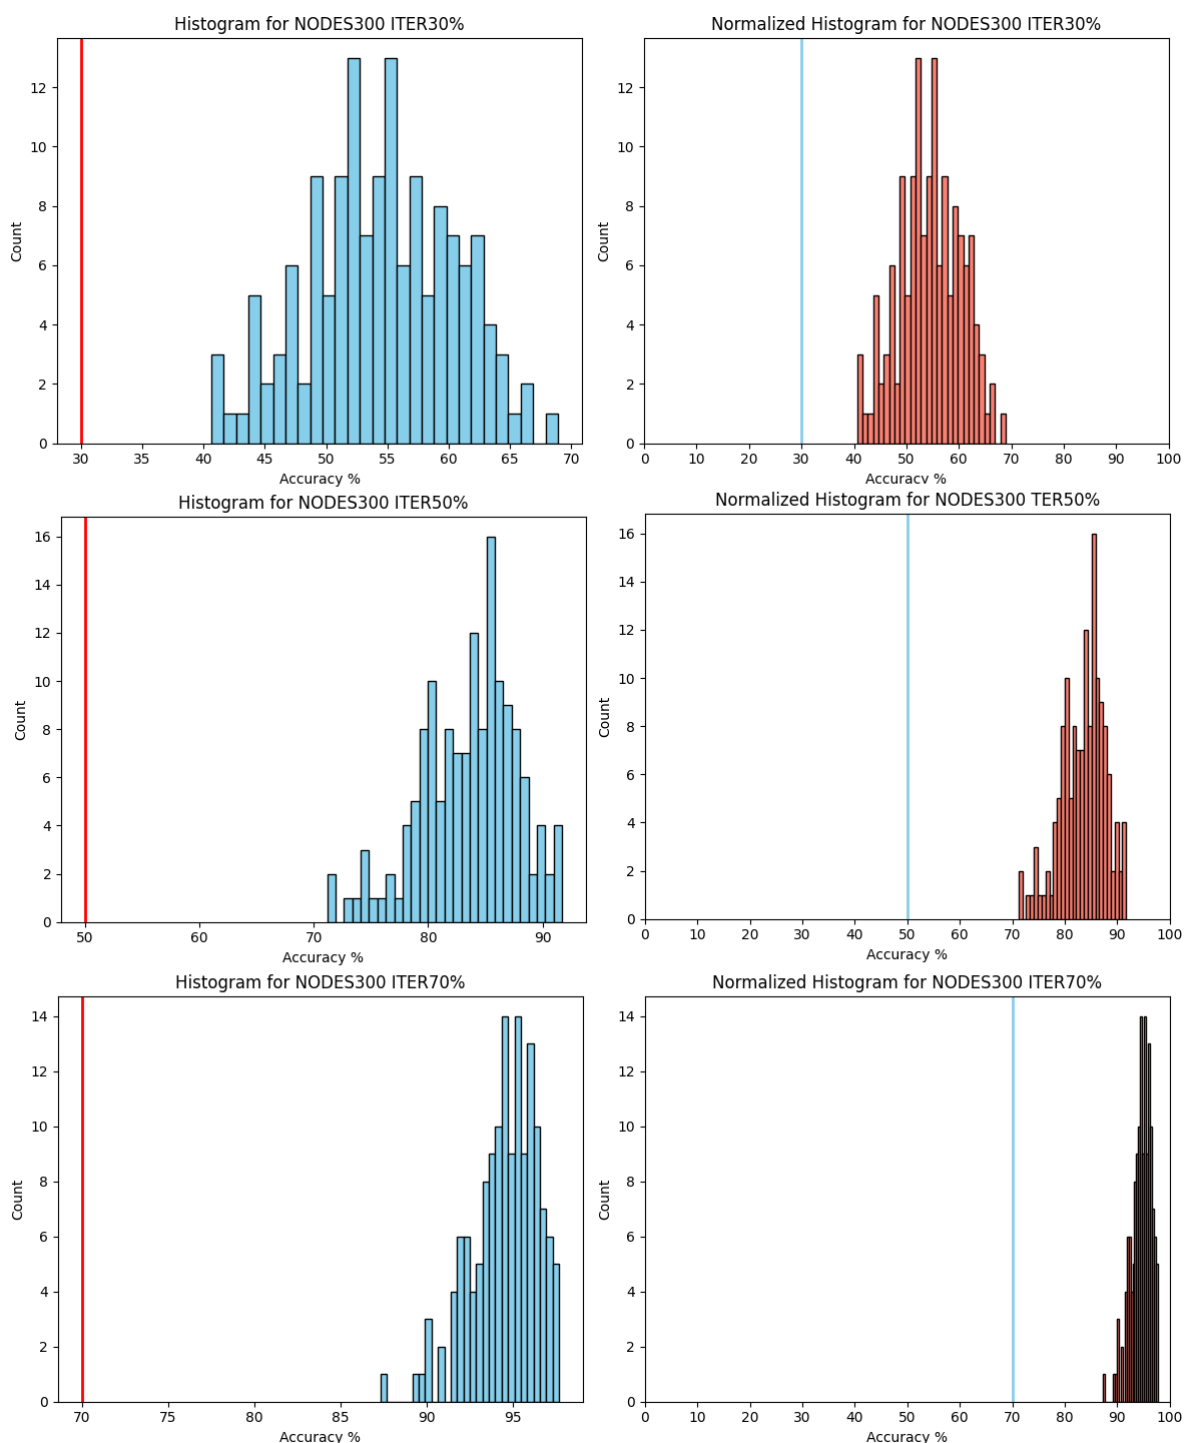 Histogram for NODES300 ITER30%
Count
12
10
8
6
4
2
0
30 35 40 45 50 55 60 65 70
Accuracy %
Normalized Histogram for NODES300 ITER30%
Count
12
10
8
6
4
2
0
0 10 20 30 40 50 60 70 80 90 100
Accuracy %
Histogram for NODES300 ITER50%
Count
16
14
12
10
8
6
4
2
0
50 60 70 80 90
Accuracy %
Normalized Histogram for NODES300 TER50%
Count
16
14
12
10
8
6
4
2
0
0 10 20 30 40 50 60 70 80 90 100
Accuracy %
Histogram for NODES300 ITER70%
Count
14
12
10
8
6
4
2
0
70 75 80 85 90 95
Accuracy %
Normalized Histogram for NODES300 ITER70%
Count
14
12
10
8
6
4
2
0
0 10 20 30 40 50 60 70 80 90 100
Accuracy %